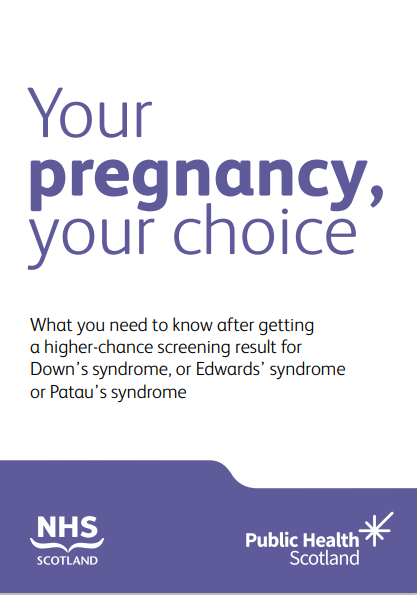 Your
pregnancy,
your choice
What you need to know after getting
a higher-chance screening result for
Down’s syndrome, or Edwards’ syndrome
or Patau’s syndrome
NHS
SCOTLAND
Public Health
Scotland